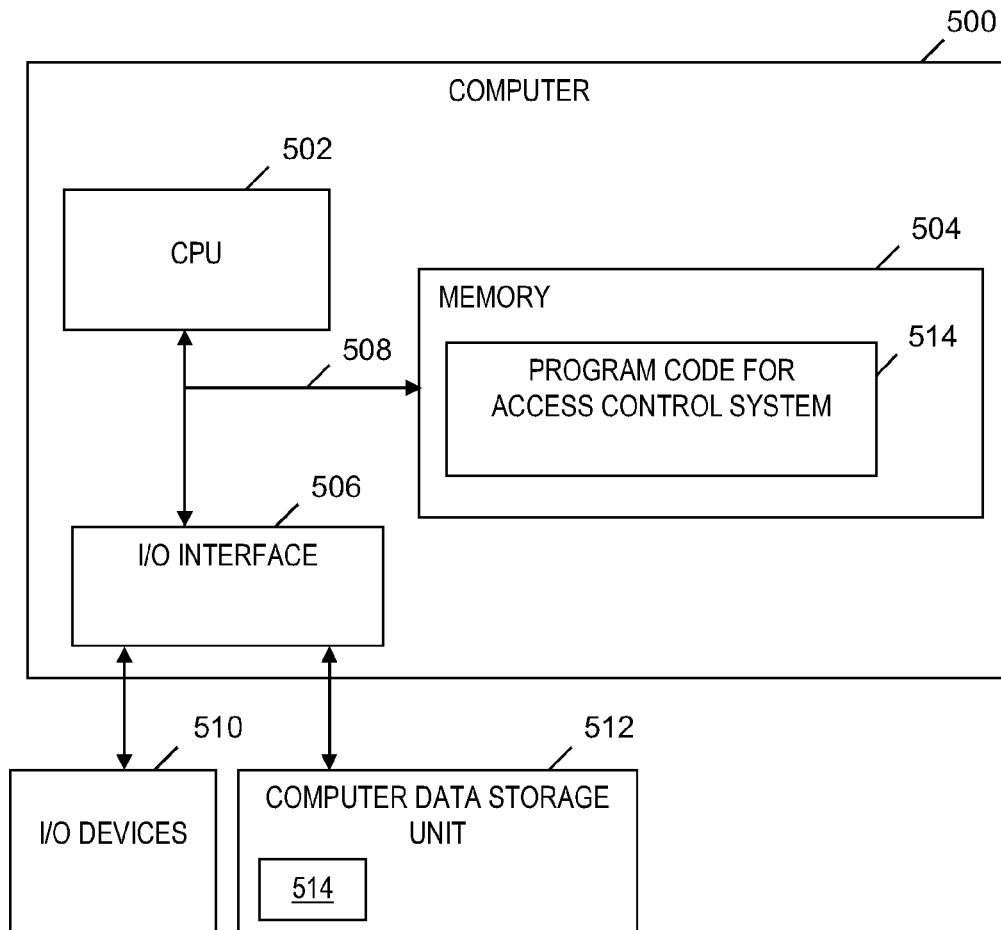 500
COMPUTER
502
CPU
504
MEMORY
508
514
PROGRAM CODE FOR
ACCESS CONTROL SYSTEM
506
I/O INTERFACE
510
I/O DEVICES
512
COMPUTER DATA STORAGE
UNIT
514